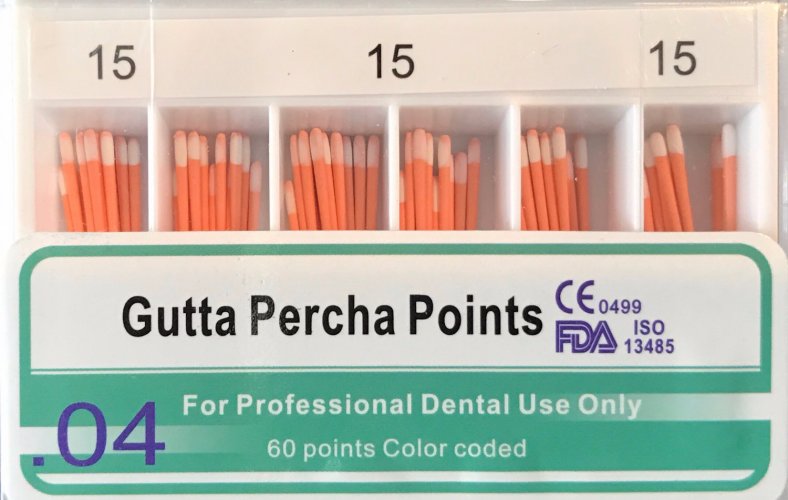 15 15 15
Gutta Percha Points CE 0499
FDA ISO 13485
.04 For Professional Dental Use Only
60 points Color coded